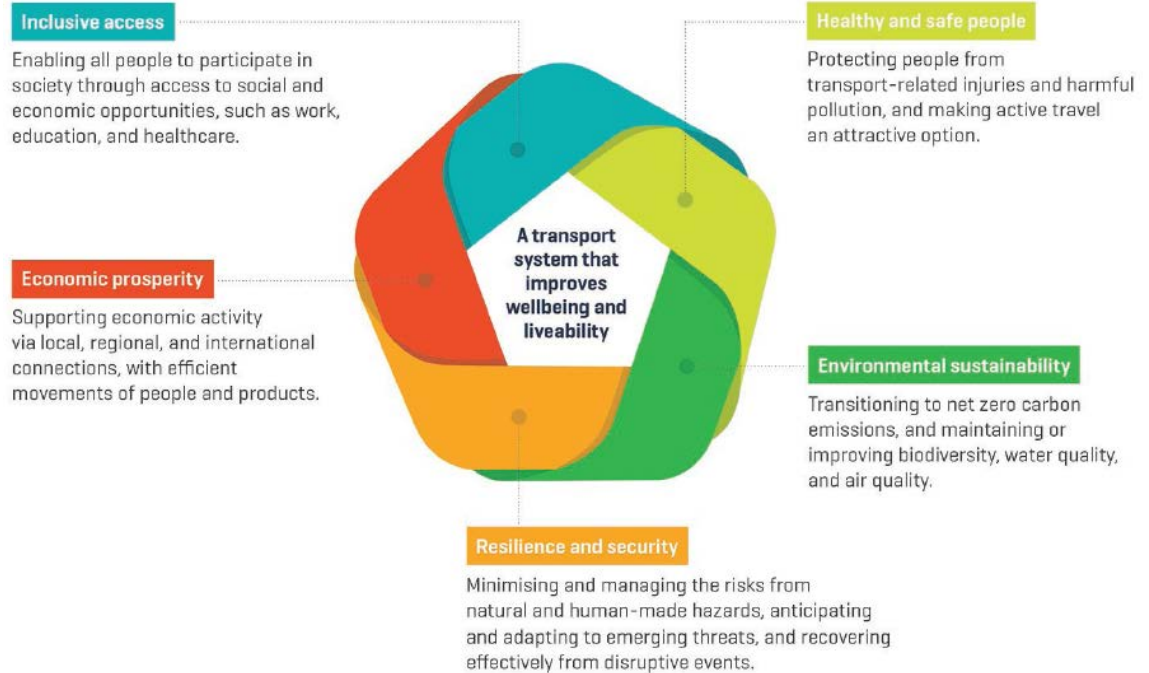 Inclusive access
Enabling all people to participate in
society through access to social and
economic opportunities, such as work,
education, and healthcare.
Healthy and safe people
Protecting people from
transport-related injuries and harmful
pollution, and making active travel
an attractive option.
A transport
system that
improves
wellbeing and
liveability
Economic prosperity
Supporting economic activity
via local, regional, and international
connections, with efficient
movements of people and products.
Environmental sustainability
Transitioning to net zero carbon
emissions, and maintaining or
improving biodiversity, water quality,
and air quality.
Resilience and security
Minimising and managing the risks from
natural and human-made hazards, anticipating
and adapting to emerging threats, and recovering
effectively from disruptive events.